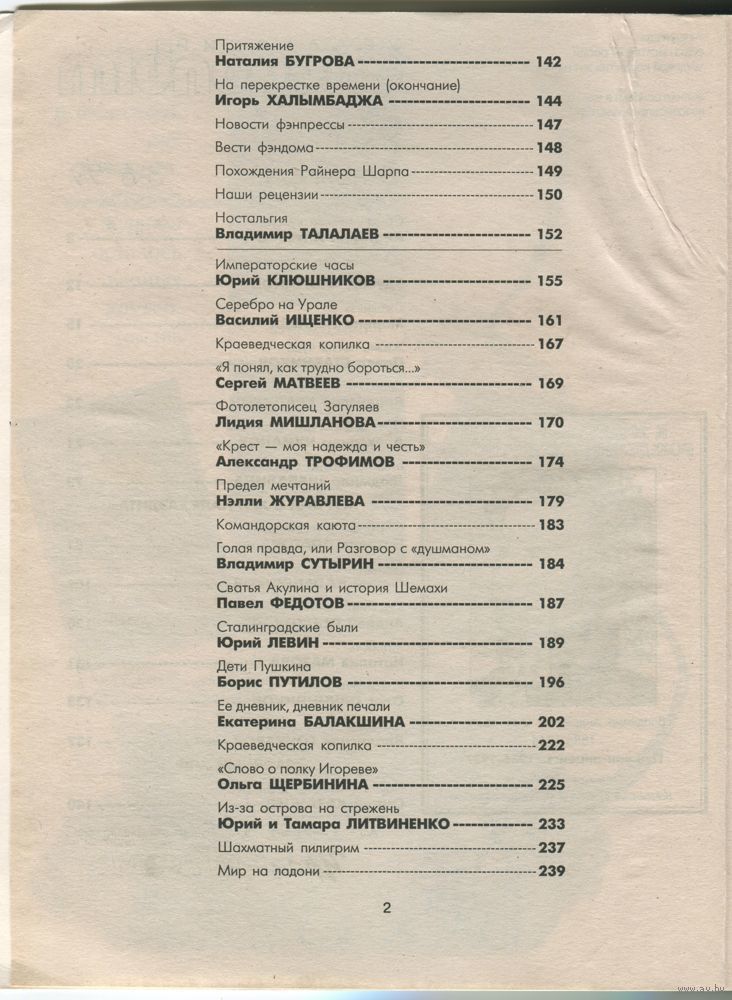 Притяжение
Наталия БУГРОВА 142
На перекрестке времени (окончание)
Игорь ХАЛЫМБАДЖА 144
Новости фэнпрессы 147
Вести фэндома 148
Похождения Райнера Шарпа 149
Наши рецензии 150
Ностальгия
Владимир ТАЛАЛАЕВ 152
Императорские часы
Юрий КЛЮШНИКОВ 155
Серебро на Урале
Василий ИЩЕНКО 161
Краеведческая копилка 167
«Я понял, как трудно бороться...»
Сергей МАТВЕЕВ 169
Фотолетописец Загуляев
Лидия МИШЛАНОВА 170
«Крест — моя надежда и честь»
Александр ТРОФИМОВ 174
Предел мечтаний
Нэлли ЖУРАВЛЕВА 179
Командорская каюта 183
Голая правда, или Разговор с «душманом»
Владимир СУТЫРИН 184
Сватья Акулина и история Шемахи
Павел ФЕДОТОВ 187
Сталинградские были
Юрий ЛЕВИН 189
Дети Пушкина
Борис ПУТИЛОВ 196
Ее дневник, дневник печали
Екатерина БАЛАКШИНА 202
Краеведческая копилка 222
«Слово о полку Игореве»
Ольга ЩЕРБИНИНА 225
Из-за острова на стрежень
Юрий и Тамара ЛИТВИНЕНКО 233
Шахматный пилигрим 237
Мир на ладони 239
2
www.ay.by